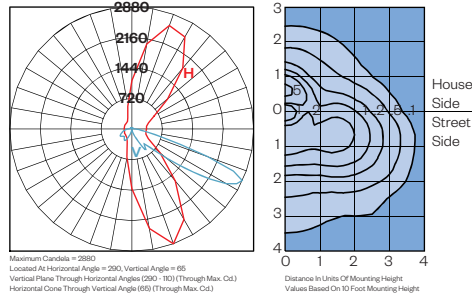 2880
2160
1440
720
H
Maximum Candela = 2880
Located At Horizontal Angle = 290, Vertical Angle = 65
Vertical Plane Through Horizontal Angles (290 - 110) (Through Max. Cd.)
Horizontal Cone Through Vertical Angle (65) (Through Max. Cd.)
3
2
1
0
1
2
3
4
0 1 2 3 4
5
1 .2
House
Side
Street
Side
Distance In Units Of Mounting Height
Values Based On 10 Foot Mounting Height